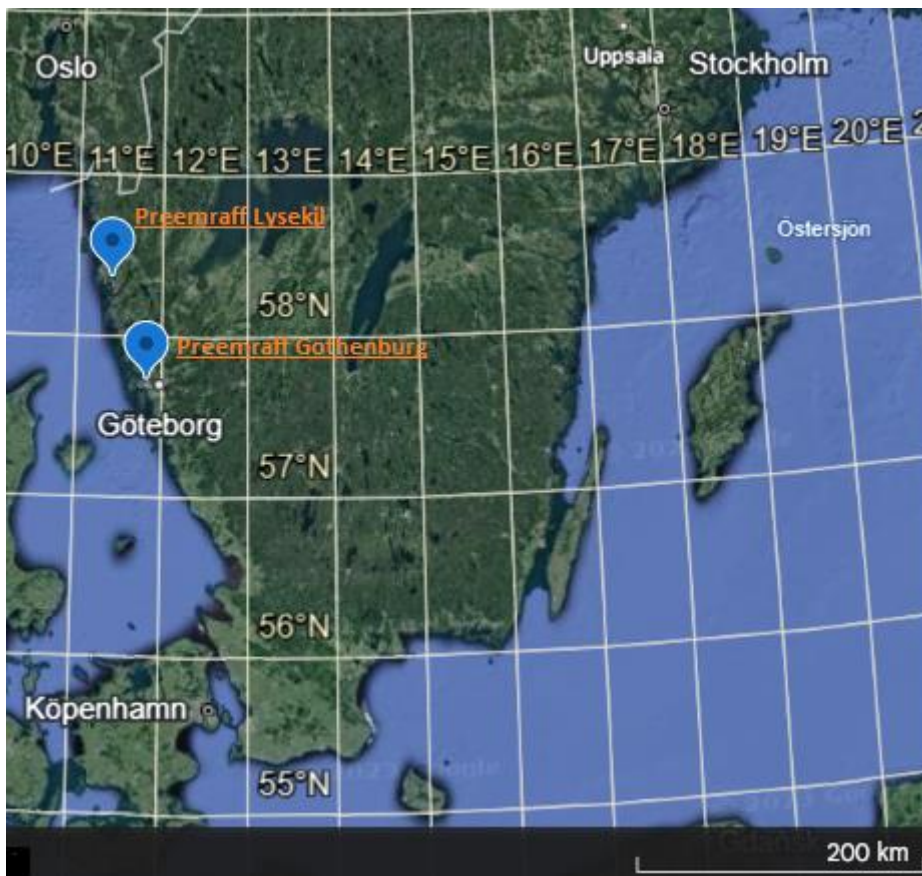 Oslo
Uppsala
Stockholm
10°E 11°E 12°E 13°E 14°E 15°E 16°E 17°E 18°E 19°E 20°E
Preemraff Lysekil
Östersjön
58°N
Preemraff Gothenburg
Göteborg
57°N
56°N
Köpenhamn
55°N
Gdansk
200 km